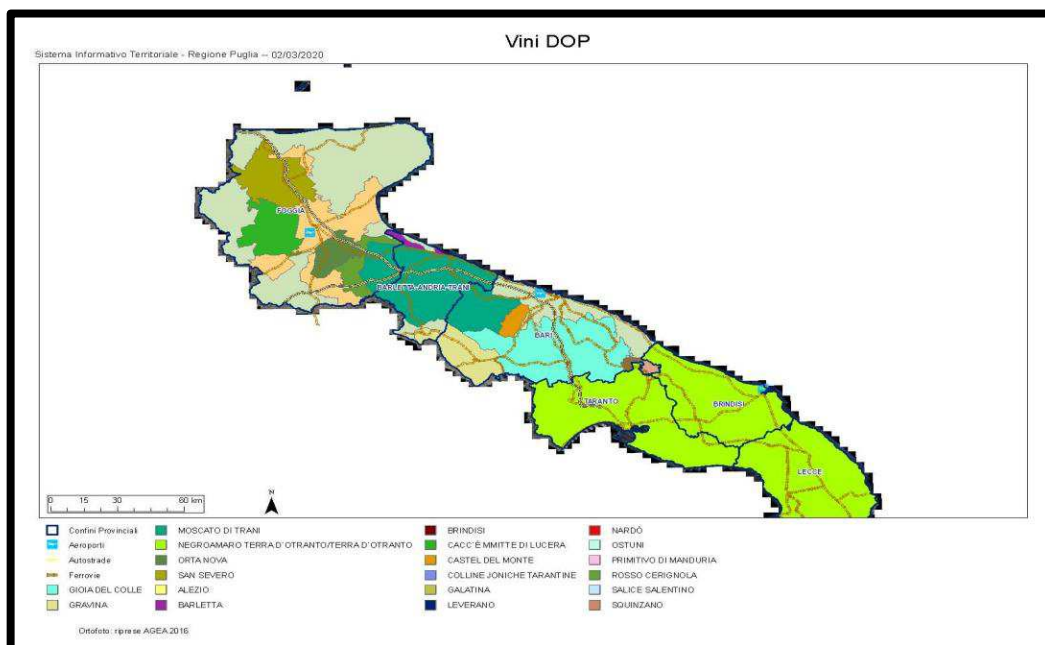 Vini DOP
Sistema Informativo Territoriale - Regione Puglia -- 02/03/2020
FOGGIA
BARLETTA-ANDRIA-TRANI
BARI
TARANTO
BRINDISI
LECCE
0 15 30 60 km
N
Confini Provinciali
Aeroporti
Autostrade
Ferrovie
GIOIA DEL COLLE
GRAVINA
MOSCATO DI TRANI
NEGROAMARO TERRA D'OTRANTO/TERRA D'OTRANTO
ORTA NOVA
SAN SEVERO
ALEZIO
BARLETTA
BRINDISI
CACC'È MMITTE DI LUCERA
CASTEL DEL MONTE
COLLINE JONICHE TARANTINE
GALATINA
LEVERANO
NARDÒ
OSTUNI
PRIMITIVO DI MANDURIA
ROSSO CERIGNOLA
SALICE SALENTINO
SQUINZANO
Ortofoto: riprese AGEA 2016